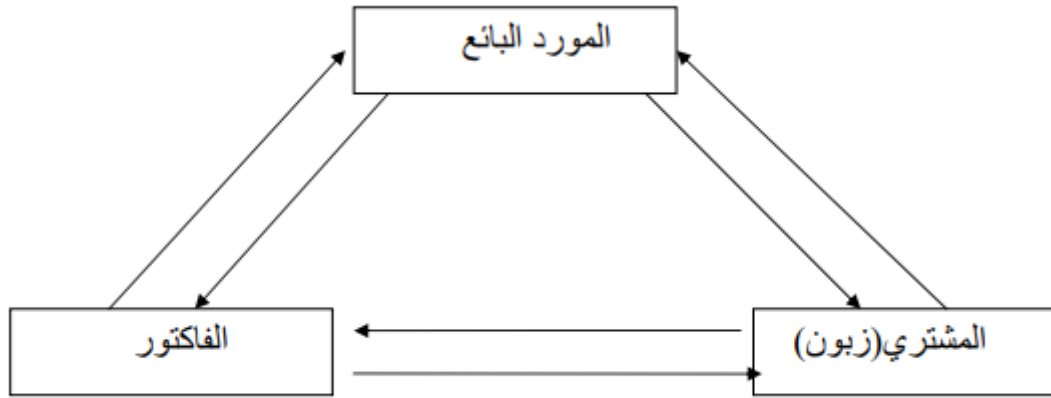 المورد البائع
الفاكتور
المشتري(زبون)